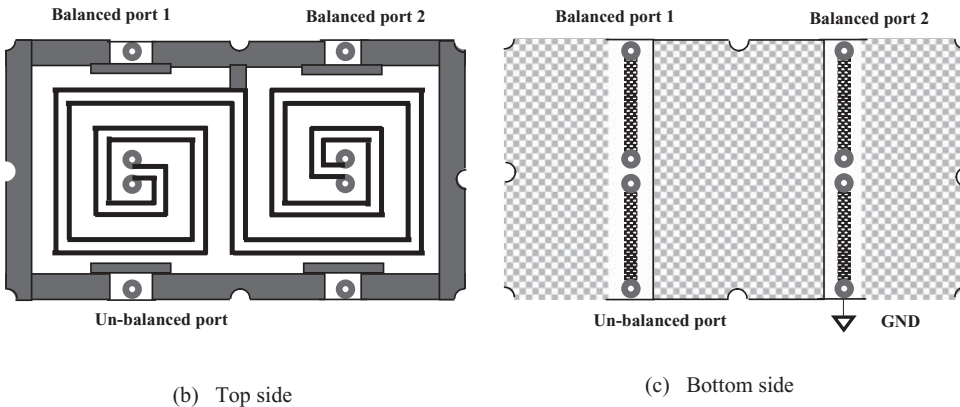 Balanced port 1
Balanced port 2
Un-balanced port
(b) Top side
Balanced port 1
Balanced port 2
Un-balanced port
GND
(c) Bottom side